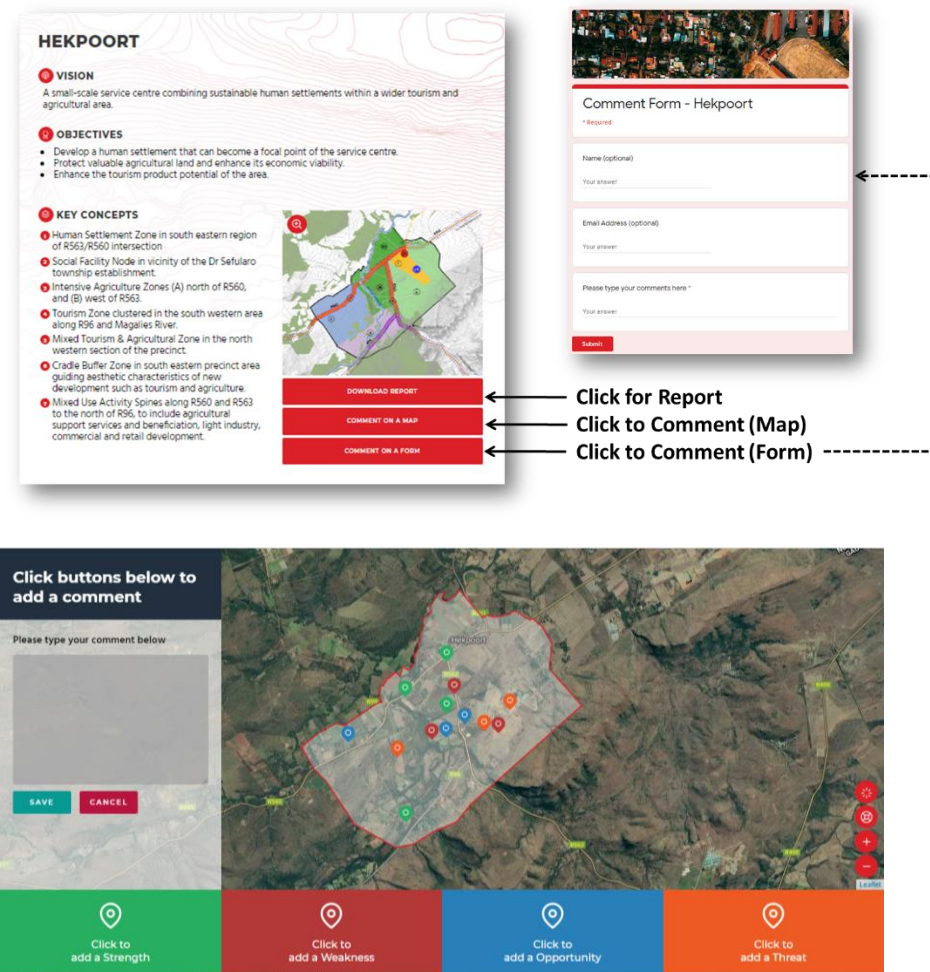 HEKPOORT
VISION
A small-scale service centre combining sustainable human settlements within a wider tourism and
agricultural area.
OBJECTIVES
• Develop a human settlement that can become a focal point of the service centre.
• Protect valuable agricultural land and enhance its economic viability.
• Enhance the tourism product potential of the area.
KEY CONCEPTS
1 Human Settlement Zone in south eastern region
of R563/R560 intersection
2 Social Facility Node in vicinity of the Dr Sefularo
township establishment.
3 Intensive Agriculture Zones (A) north of R560,
and (B) west of R563.
4 Tourism Zone clustered in the south western area
along R96 and Magalies River.
5 Mixed Tourism & Agricultural Zone in the north
western section of the precinct.
6 Cradle Buffer Zone in south eastern precinct area
guiding aesthetic characteristics of new
development such as tourism and agriculture.
7 Mixed Use Activity Spines along R560 and R563
to the north of R96, to include agricultural
support services and beneficiation, light industry,
commercial and retail development.
DOWNLOAD REPORT
COMMENT ON A MAP
COMMENT ON A FORM
Comment Form - Hekpoort
* Required
Name (optional)
Your answer
Email Address (optional)
Your answer
Please type your comments here *
Your answer
Submit
Click for Report
Click to Comment (Map)
Click to Comment (Form)
Click buttons below to
add a comment
Please type your comment below
SAVE CANCEL
Hekpoort
+
−
Leaflet
Click to
add a Strength
Click to
add a Weakness
Click to
add a Opportunity
Click to
add a Threat